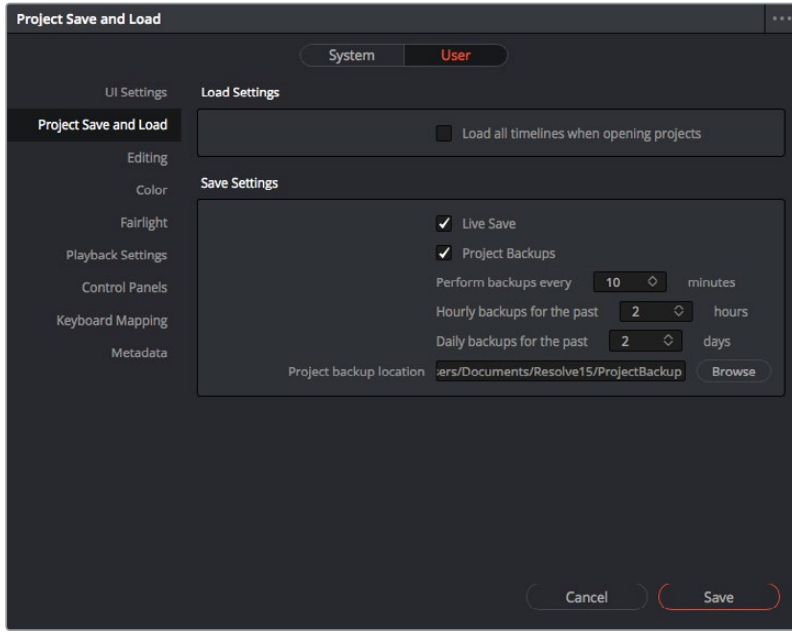 Project Save and Load
System User
UI Settings
Project Save and Load
Editing
Color
Fairlight
Playback Settings
Control Panels
Keyboard Mapping
Metadata
Load Settings
Load all timelines when opening projects
Save Settings
Live Save
Project Backups
Perform backups every 10 minutes
Hourly backups for the past 2 hours
Daily backups for the past 2 days
Project backup location ers/Documents/Resolve15/ProjectBackup Browse
Cancel Save